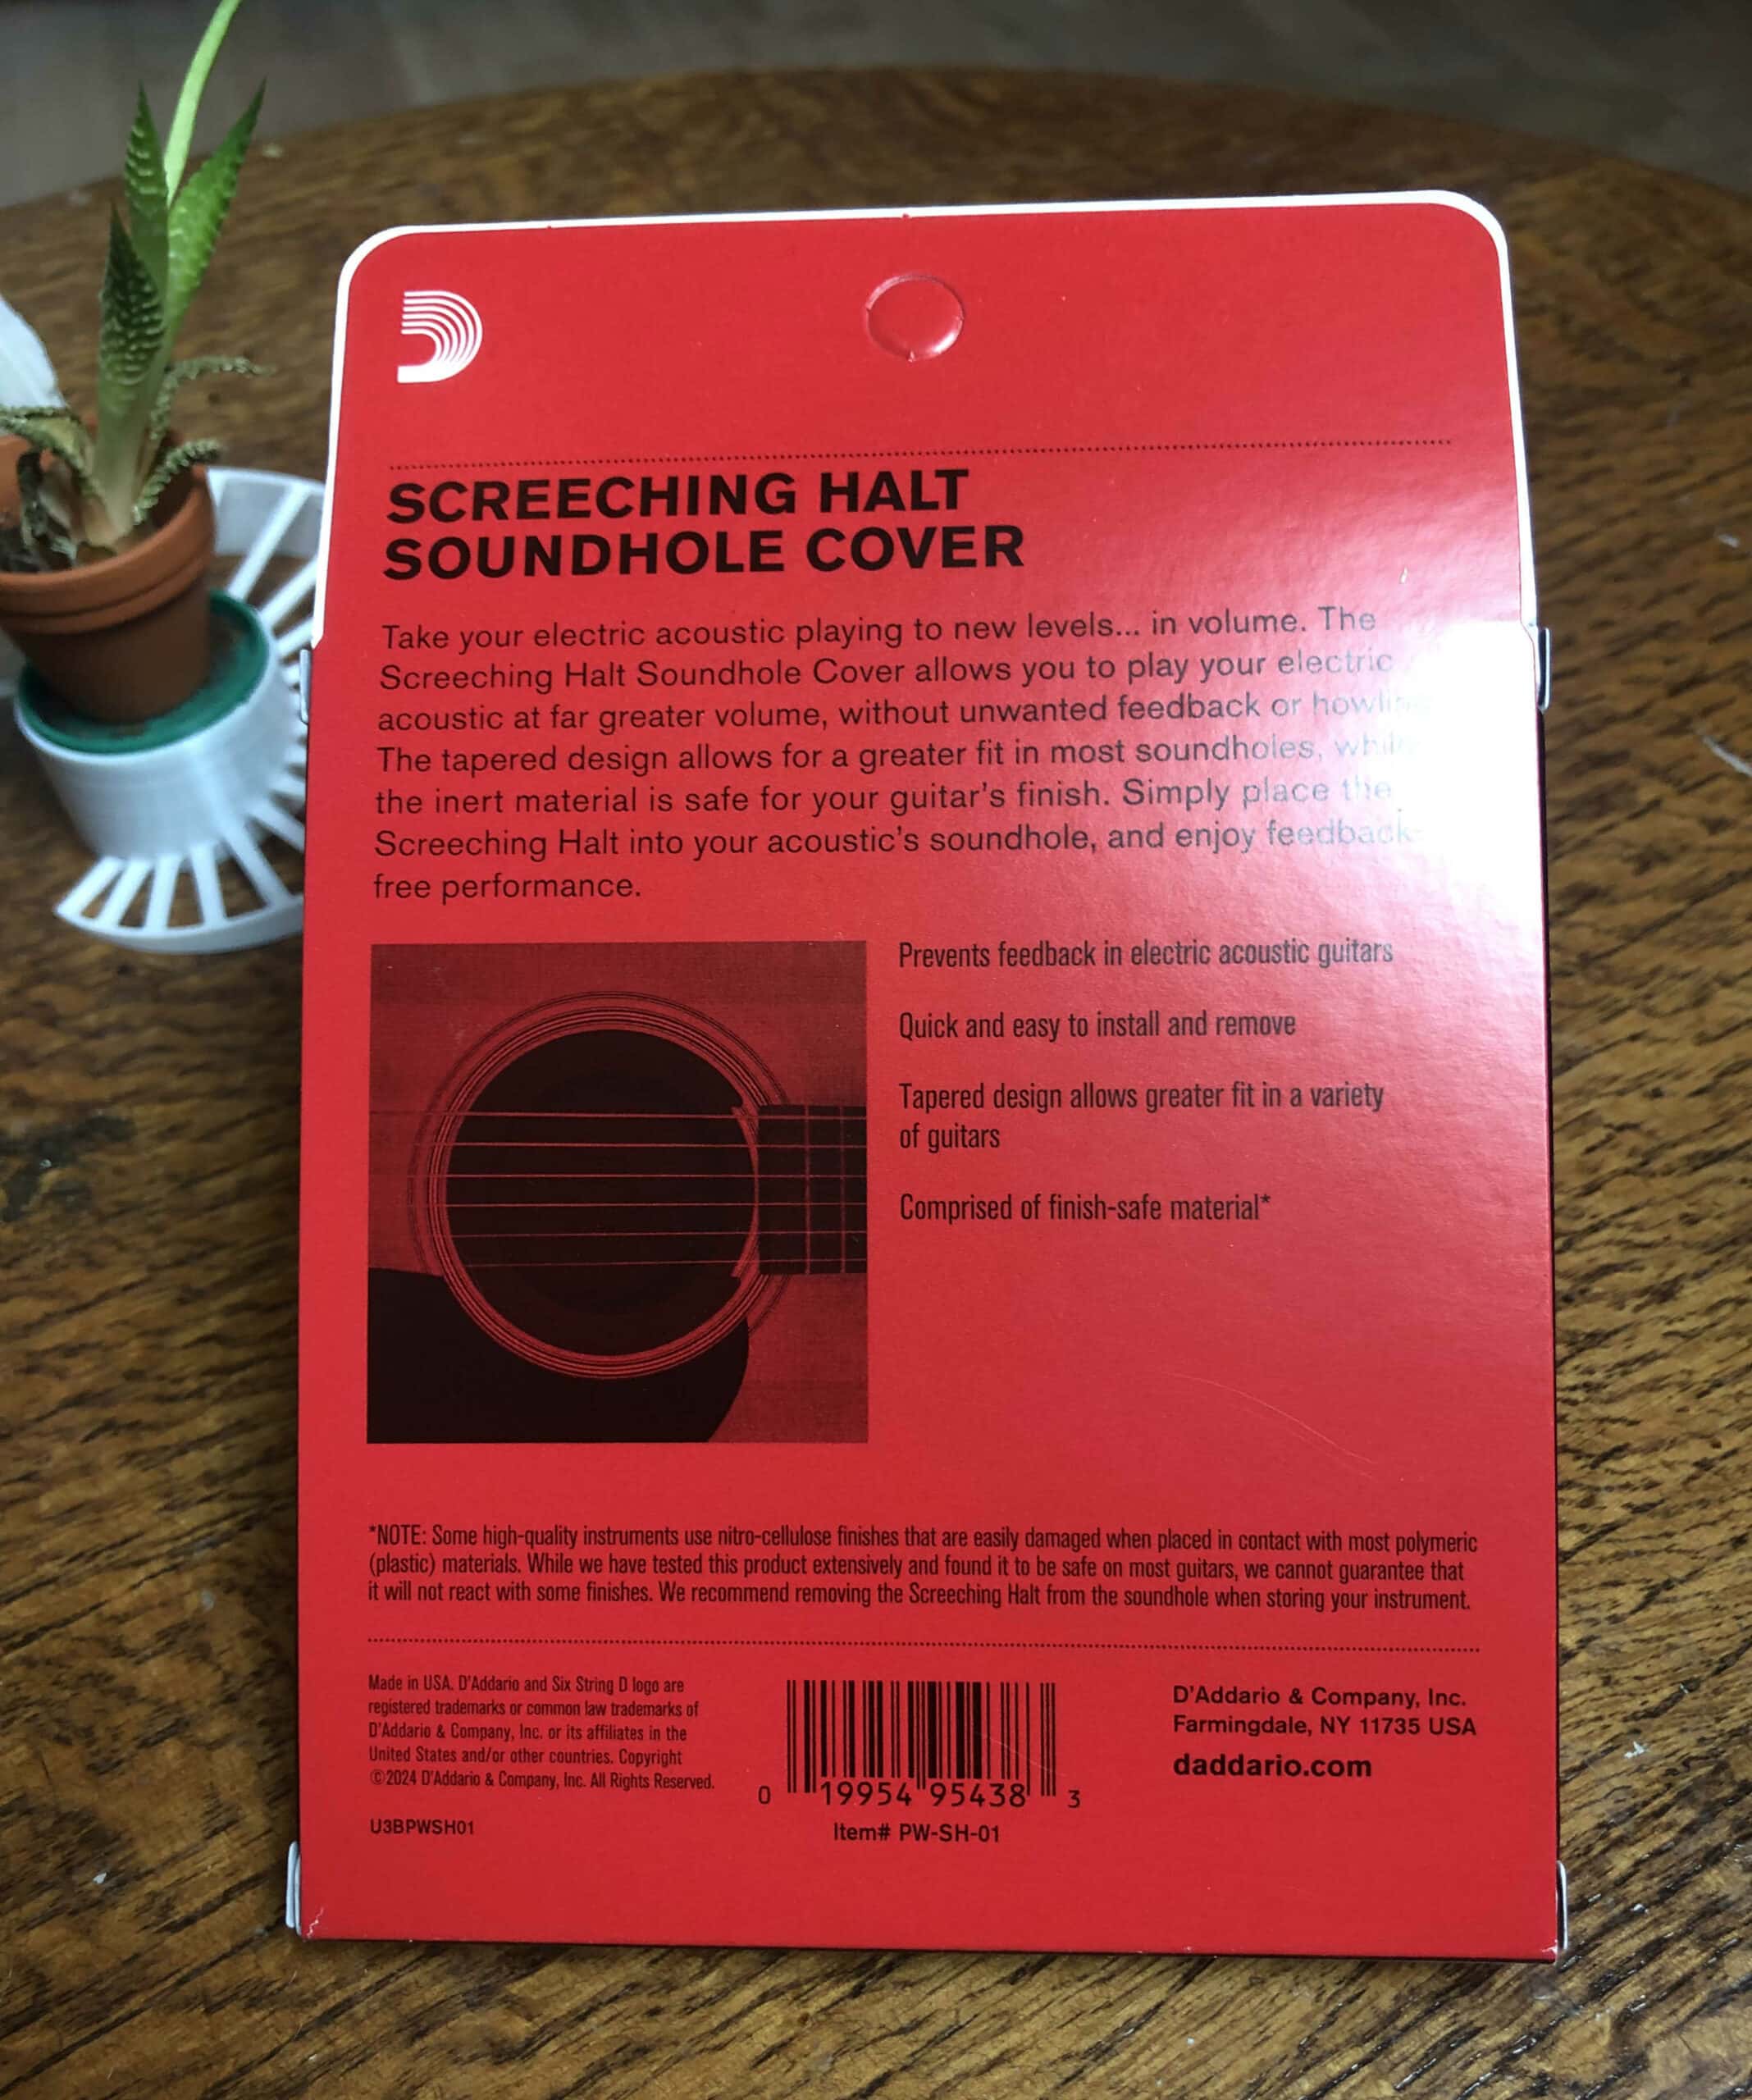 SCREECHING HALT
SOUNDHOLE COVER
Take your electric acoustic playing to new levels... in volume. The
Screeching Halt Soundhole Cover allows you to play your electric
acoustic at far greater volume, without unwanted feedback or
The tapered design allows for a greater fit in most soundholes,
the inert material is safe for your guitar's finish. Simply place the
Screeching Halt into your acoustic's soundhole, and enjoy feedback-
free performance.
Prevents feedback in electric acoustic guitars
Quick and easy to install and remove
Tapered design allows greater fit in a variety
of guitars
Comprised of finish-safe material*
*NOTE: Some high-quality instruments use nitro-cellulose finishes that are easily damaged when placed in contact with most polymeric
(plastic) materials. While we have tested this product extensively and found it to be safe on most guitars, we cannot guarantee that
it will not react with some finishes. We recommend removing the Screeching Halt from the soundhole when storing your instrument.
Made in USA. D'Addario and Six String D logo are
registered trademarks or common law trademarks of
D'Addario & Company, Inc. or its affiliates in the
United States and/or other countries. Copyright
©2024 D'Addario & Company, Inc. All Rights Reserved.
U3BPWSH01
0 19954 95438 3
Item# PW-SH-01
D'Addario & Company, Inc.
Farmingdale, NY 11735 USA
daddario.com